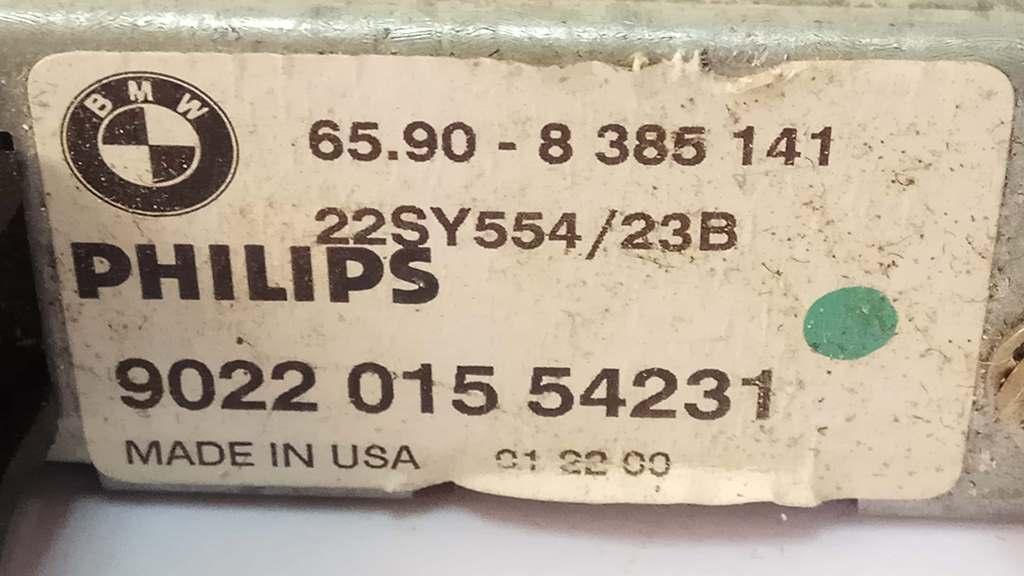 BMW
65.90 - 8 385 141
22SY554/23B
PHILIPS
9022 015 54231
MADE IN USA